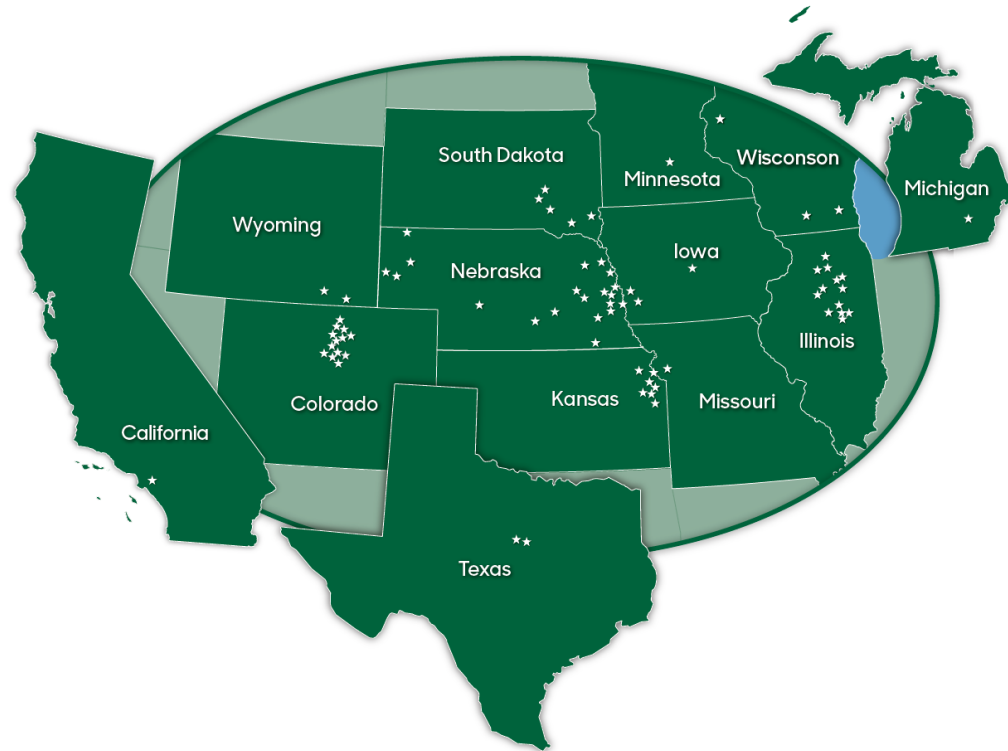 South Dakota
Wisconson
Minnesota
Michigan
Wyoming
Iowa
Nebraska
Illinois
Colorado
Kansas
Missouri
California
Texas